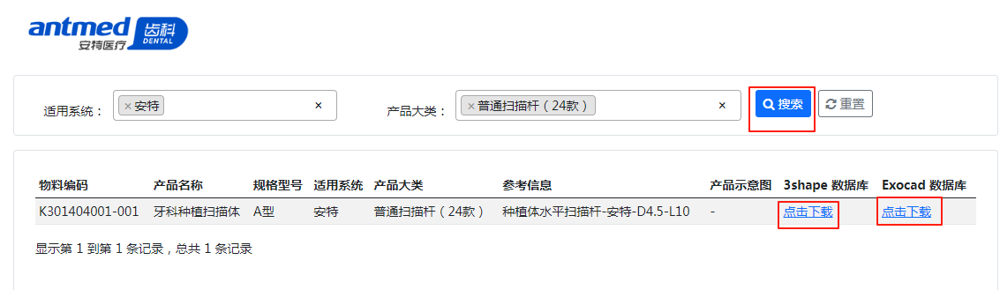 antmed 齿科
安特医疗 DENTAL
适用系统： ×安特 × 产品大类： ×普通扫描杆（24款） × 搜索 重置
物料编码 产品名称 规格型号 适用系统 产品大类 参考信息 产品示意图 3shape 数据库 Exocad 数据库
K301404001-001 牙科种植扫描体 A型 安特 普通扫描杆（24款） 种植体水平扫描杆-安特-D4.5-L10 - 点击下载 点击下载
显示第 1 到第 1 条记录，总共 1 条记录